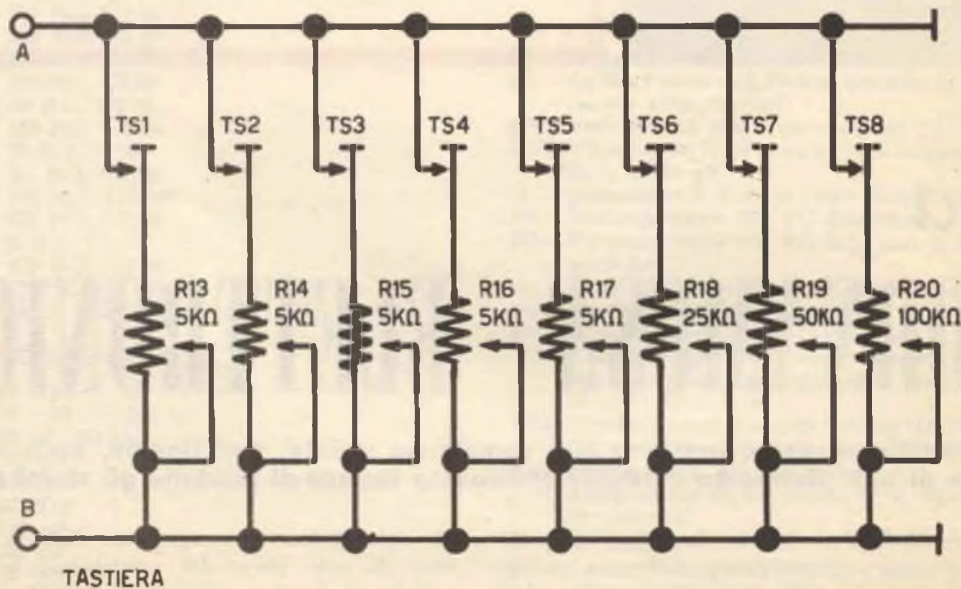 A
TS1 TS2 TS3 TS4 TS5 TS6 TS7 TS8
R13 R14 R15 R16 R17 R18 R19 R20
5KΩ 5KΩ 5KΩ 5KΩ 5KΩ 25KΩ 50KΩ 100KΩ
B
TASTIERA